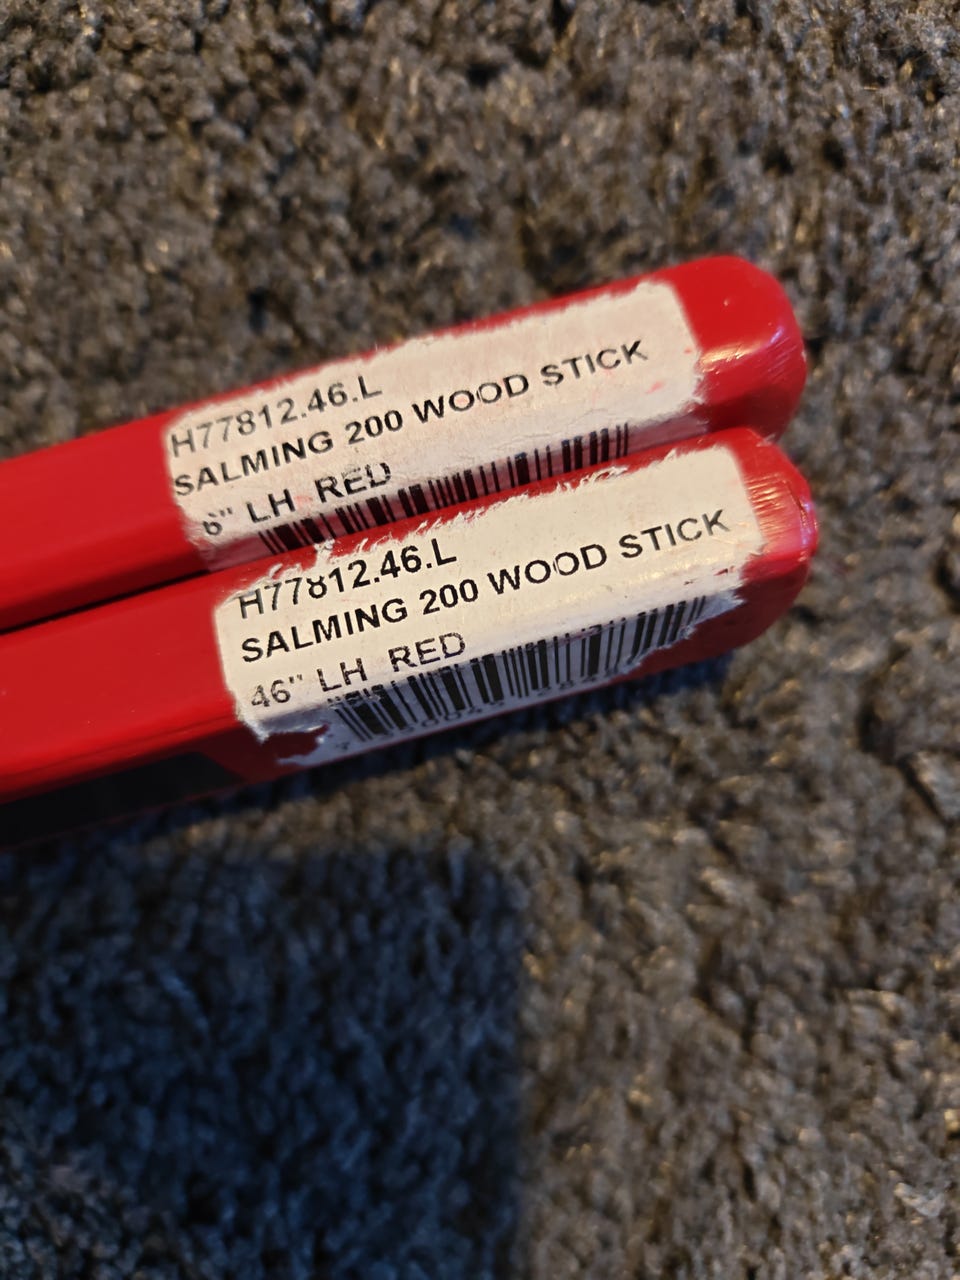 H77812.46.L
SALMING 200 WOOD STICK
6" LH RED
H77812.46.L
SALMING 200 WOOD STICK
46" LH RED